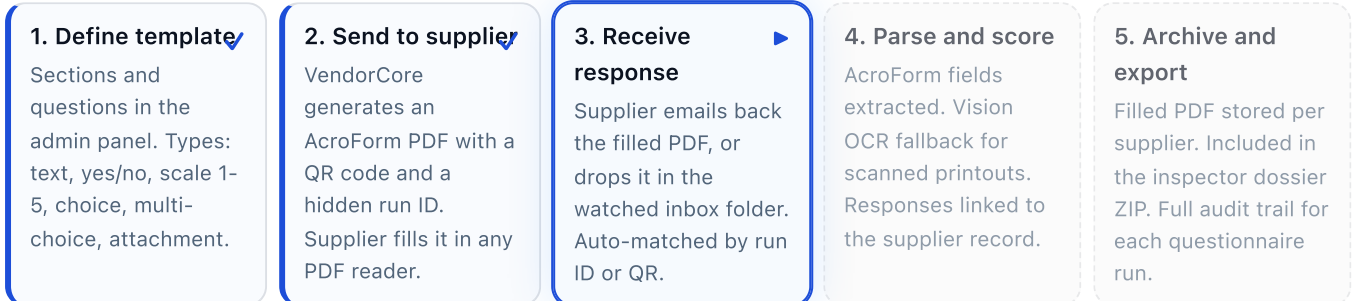 1. Define template
Sections and
questions in the
admin panel. Types:
text, yes/no, scale 1-
5, choice, multi-
choice, attachment.
2. Send to supplier
VendorCore
generates an
AcroForm PDF with a
QR code and a
hidden run ID.
Supplier fills it in any
PDF reader.
3. Receive
response
Supplier emails back
the filled PDF, or
drops it in the
watched inbox folder.
Auto-matched by run
ID or QR.
4. Parse and score
AcroForm fields
extracted. Vision
OCR fallback for
scanned printouts.
Responses linked to
the supplier record.
5. Archive and
export
Filled PDF stored per
supplier. Included in
the inspector dossier
ZIP. Full audit trail for
each questionnaire
run.